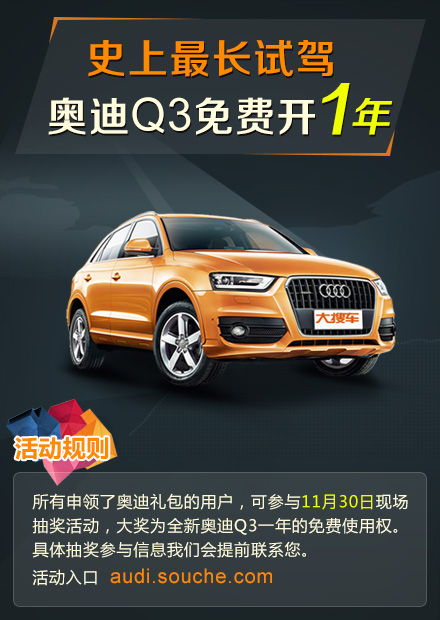 史上最长试驾
奥迪Q3免费开1年
大搜车
活动规则
所有申领了奥迪礼包的用户，可参与11月30日现场
抽奖活动，大奖为全新奥迪Q3一年的免费使用权。
具体抽奖参与信息我们会提前联系您。
活动入口 audi.souche.com